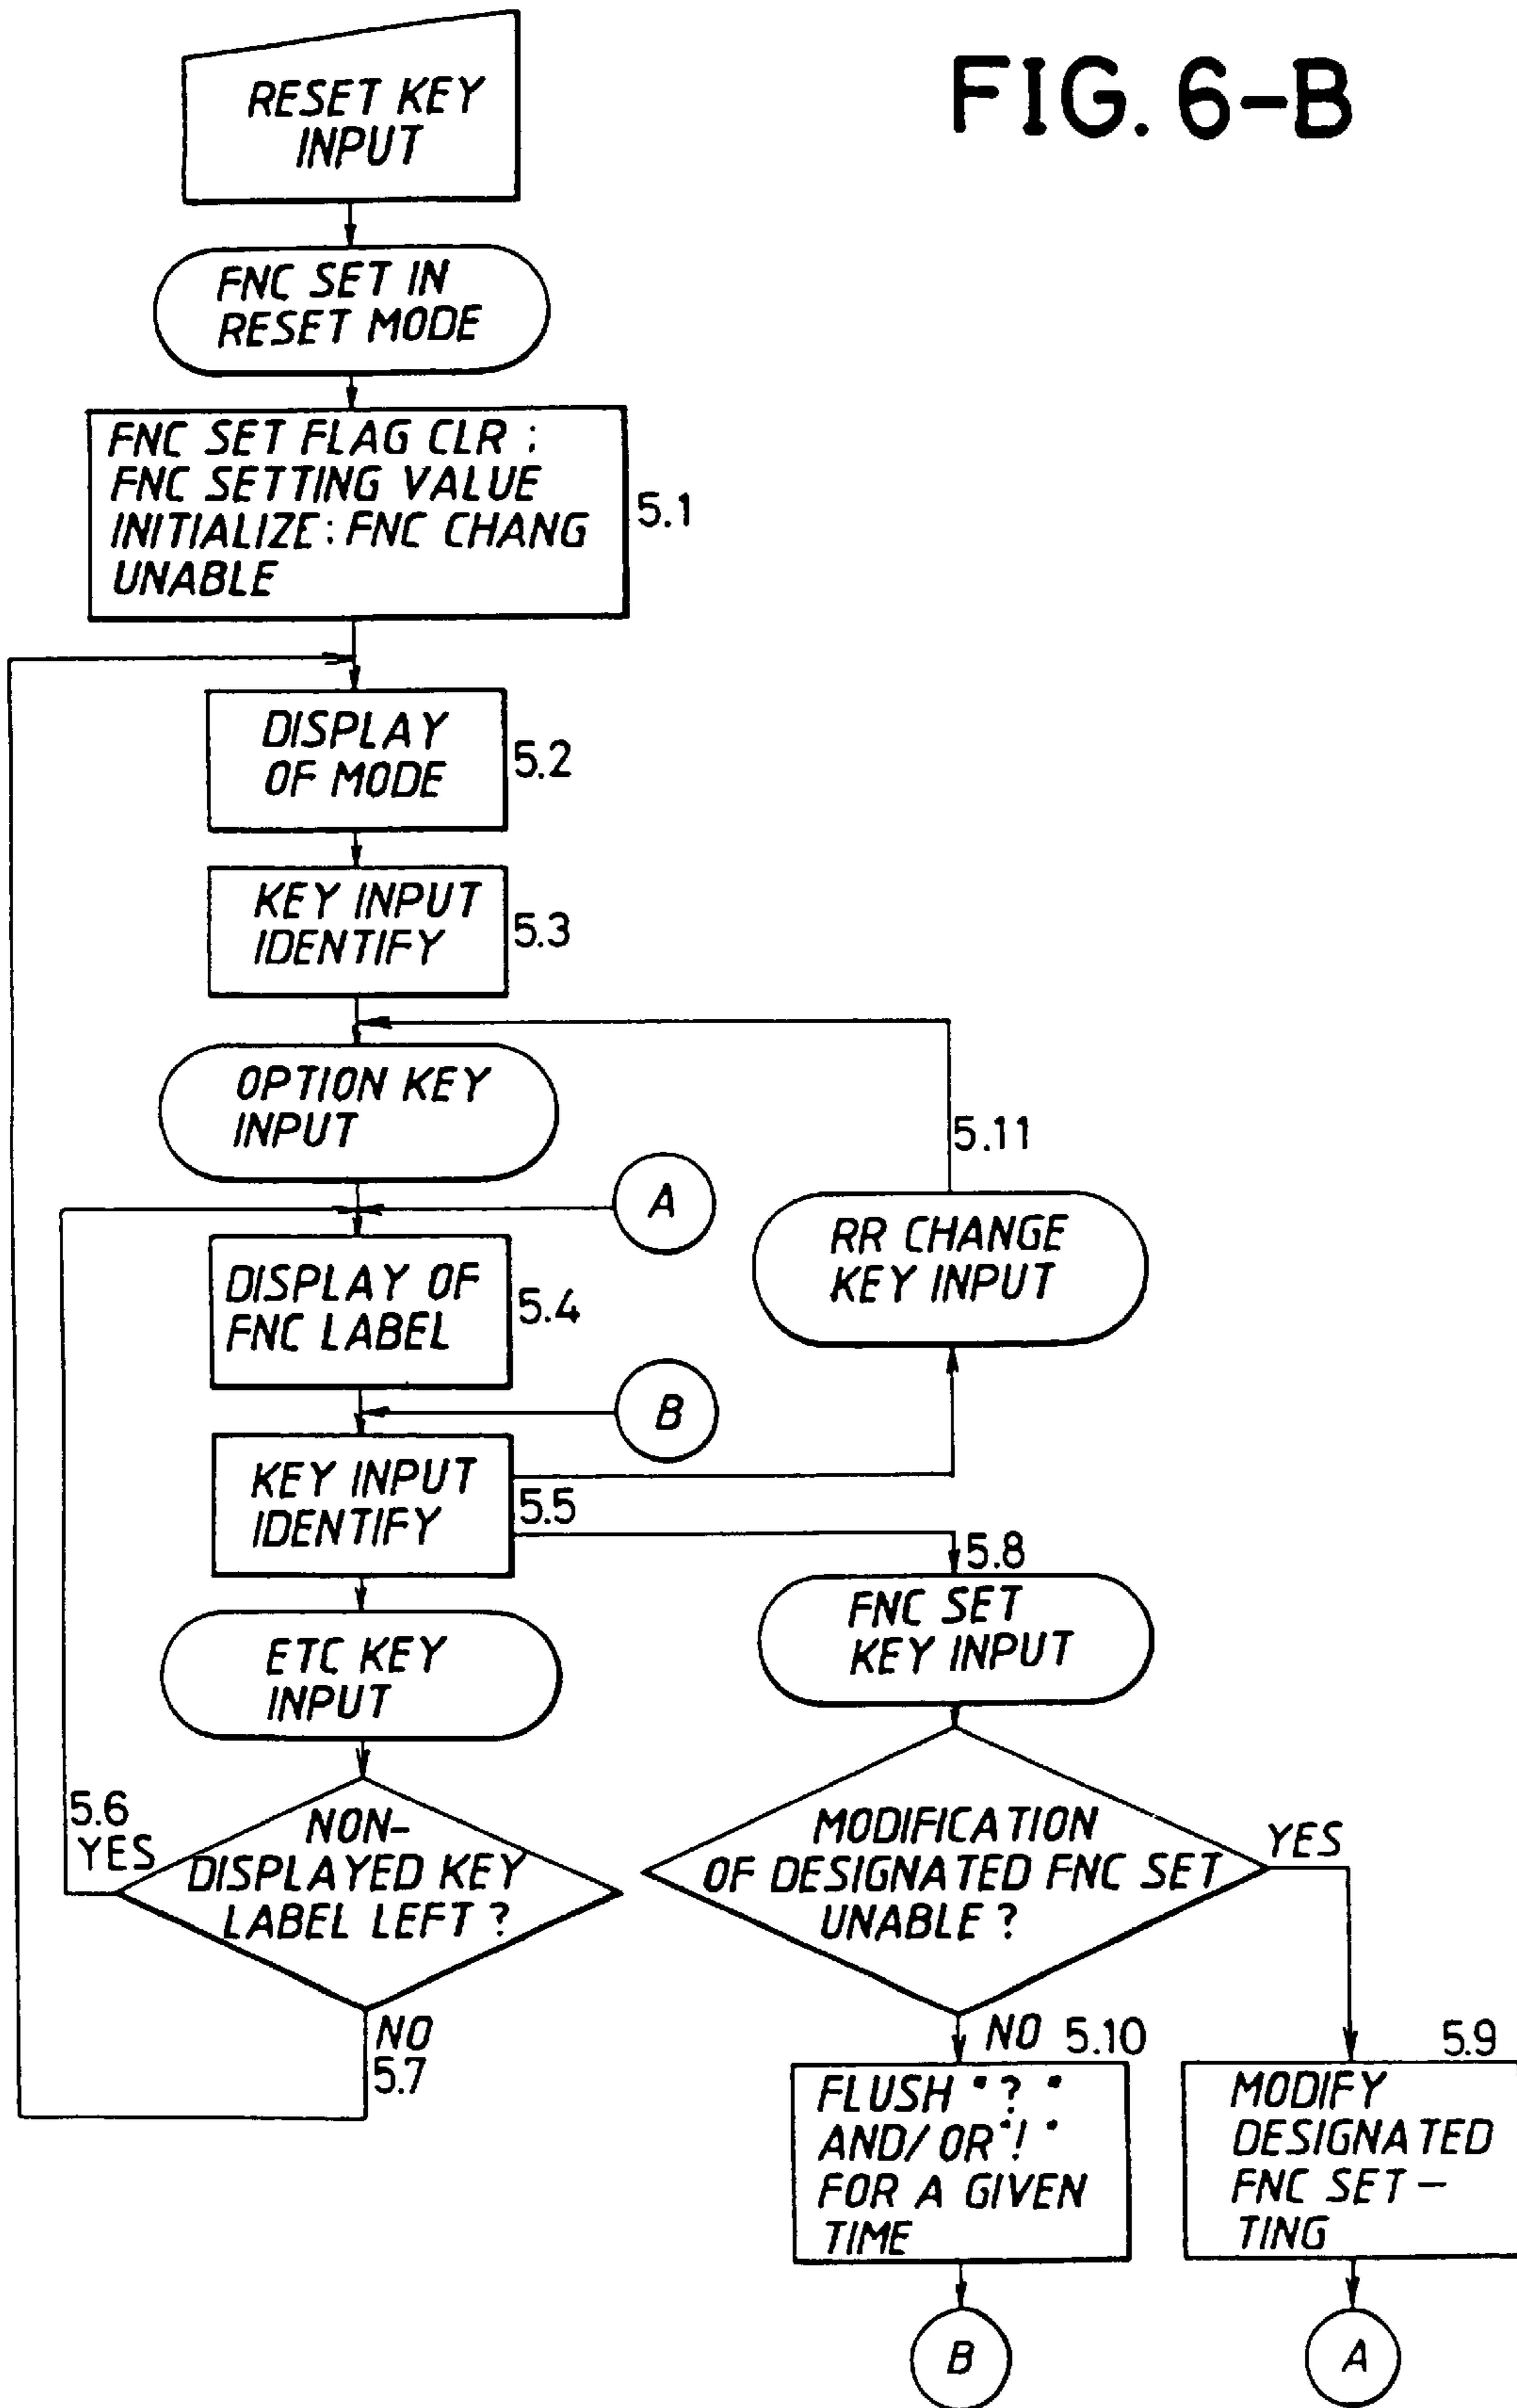 FIG. 6-B
RESET KEY
INPUT
FNC SET IN
RESET MODE
FNC SET FLAG CLR :
FNC SETTING VALUE
INITIALIZE : FNC CHANG
UNABLE
5.1
DISPLAY
OF MODE
5.2
KEY INPUT
IDENTIFY
5.3
OPTION KEY
INPUT
5.11
A
RR CHANGE
KEY INPUT
DISPLAY OF
FNC LABEL
5.4
B
KEY INPUT
IDENTIFY
5.5
5.8
FNC SET
KEY INPUT
ETC KEY
INPUT
5.6
YES
NON-
DISPLAYED KEY
LABEL LEFT ?
MODIFICATION
OF DESIGNATED FNC SET
UNABLE ?
YES
NO
5.7
NO 5.10
5.9
FLUSH "?"
AND/OR "!"
FOR A GIVEN
TIME
MODIFY
DESIGNATED
FNC SET-
TING
B
A